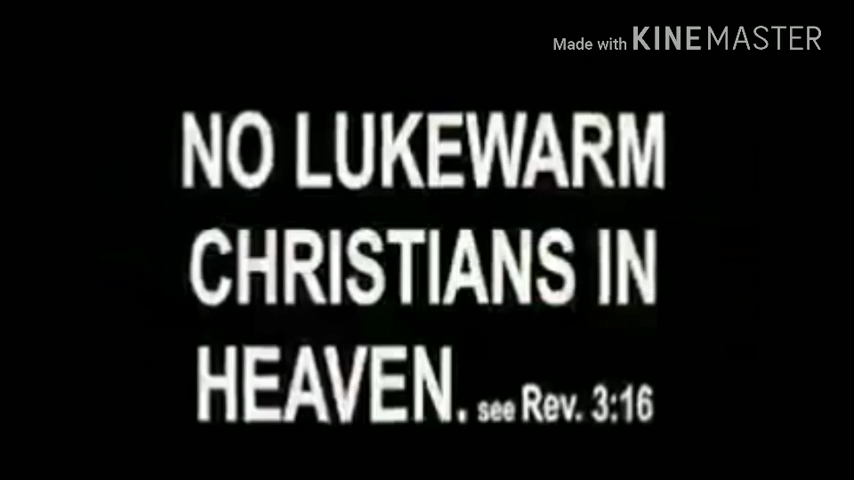 Made with KINEMASTER
NO LUKEWARM
CHRISTIANS IN
HEAVEN. see Rev. 3:16